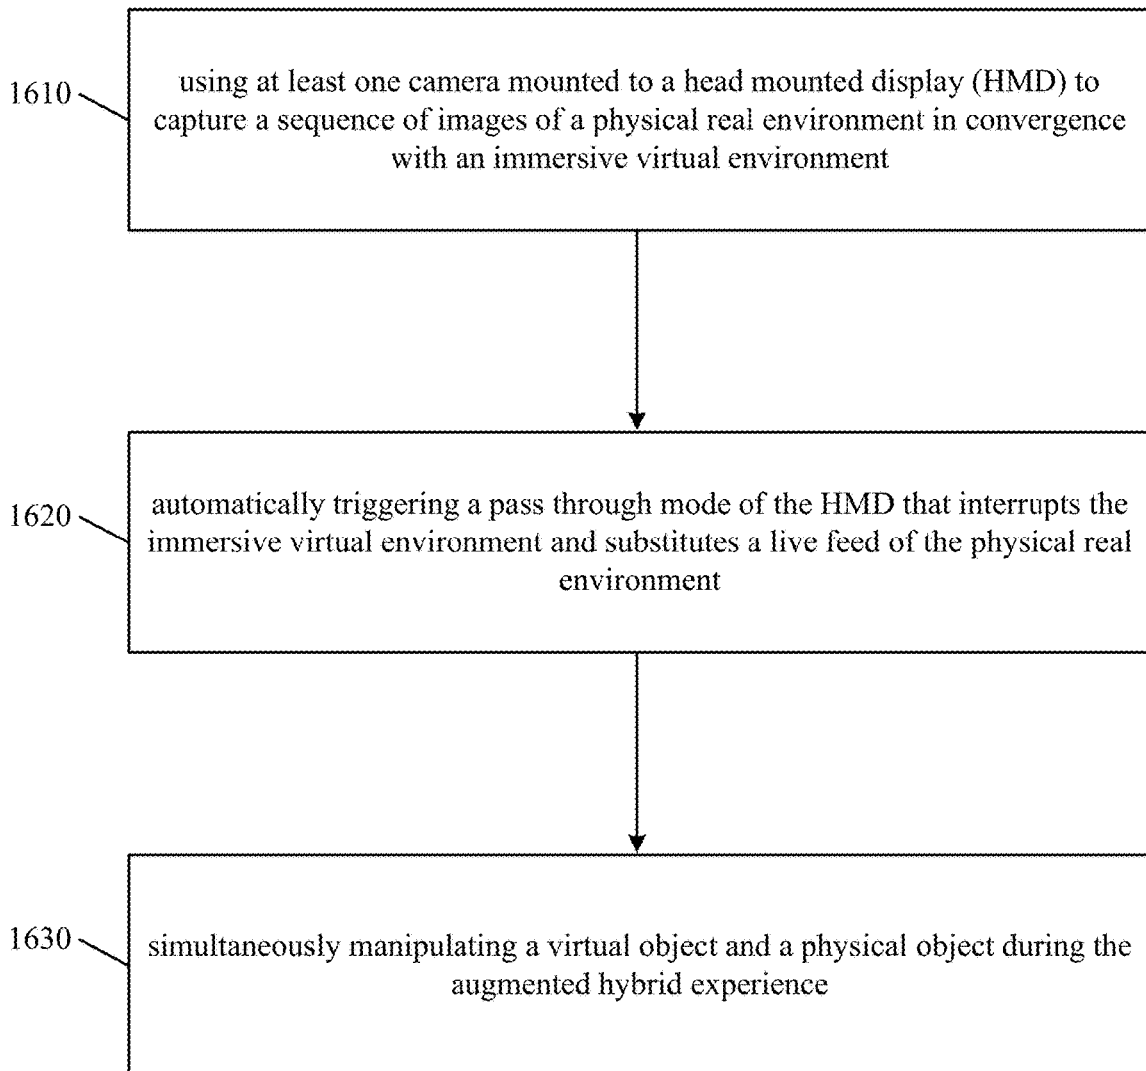 1610
using at least one camera mounted to a head mounted display (HMD) to
capture a sequence of images of a physical real environment in convergence
with an immersive virtual environment
1620
automatically triggering a pass through mode of the HMD that interrupts the
immersive virtual environment and substitutes a live feed of the physical real
environment
1630
simultaneously manipulating a virtual object and a physical object during the
augmented hybrid experience